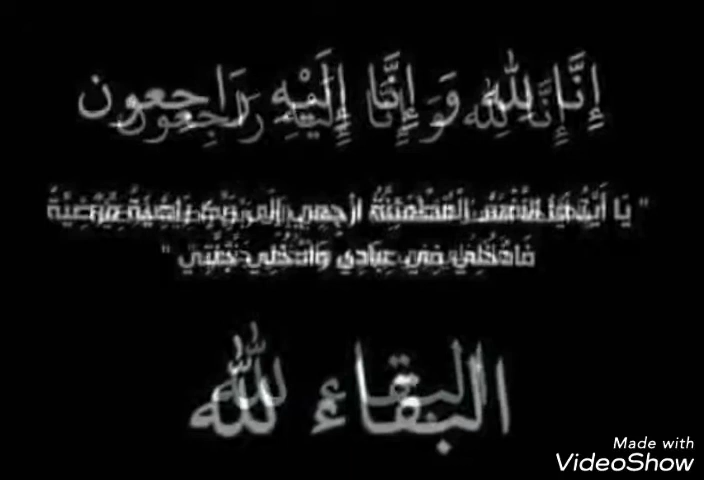 إِنَّا لِلَّهِ وَإِنَّا إِلَيْهِ رَاجِعُونَ
" يَا أَيَّتُهَا النَّفْسُ الْمُطْمَئِنَّةُ ارْجِعِي إِلَى رَبِّكِ رَاضِيَةً مَّرْضِيَّةً
فَادْخُلِي فِي عِبَادِي وَادْخُلِي جَنَّتِي "
البقاء لله
Made with
VideoShow